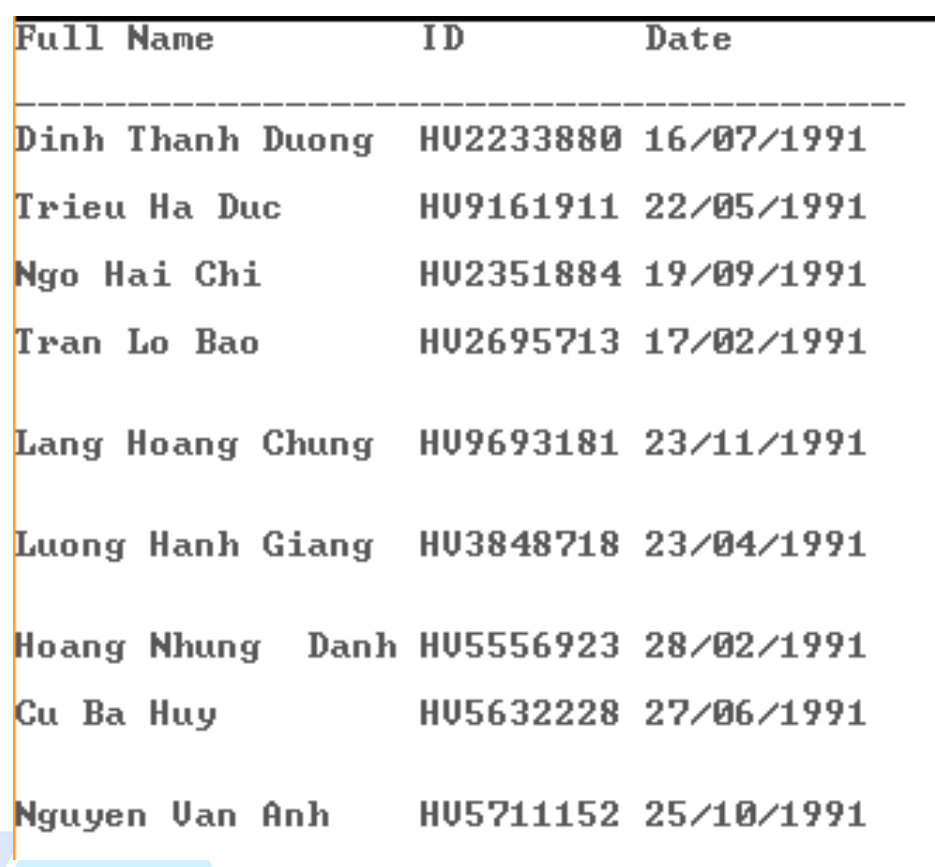 Full Name ID Date
----------------------------------------
Dinh Thanh Duong HV2233880 16/07/1991
Trieu Ha Duc HV9161911 22/05/1991
Ngo Hai Chi HV2351884 19/09/1991
Tran Lo Bao HV2695713 17/02/1991
Lang Hoang Chung HV9693181 23/11/1991
Luong Hanh Giang HV3848718 23/04/1991
Hoang Nhung  Danh HV5556923 28/02/1991
Cu Ba Huy HV5632228 27/06/1991
Nguyen Van Anh HV5711152 25/10/1991